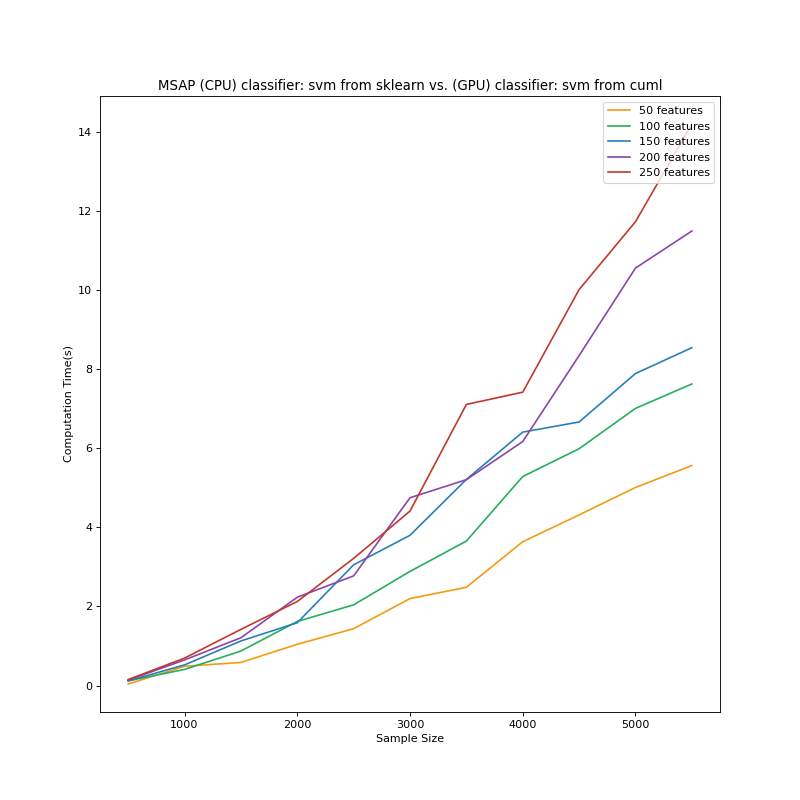 MSAP (CPU) classifier: svm from sklearn vs. (GPU) classifier: svm from cuml
50 features
100 features
150 features
200 features
250 features
14
12
10
8
6
4
2
0
Computation Time(s)
1000 2000 3000 4000 5000
Sample Size